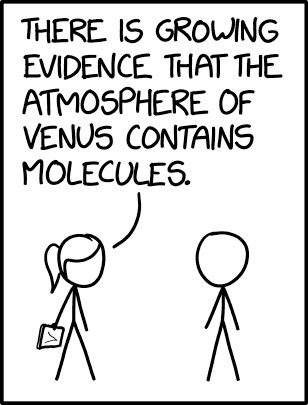 THERE IS GROWING
EVIDENCE THAT THE
ATMOSPHERE OF
VENUS CONTAINS
MOLECULES.